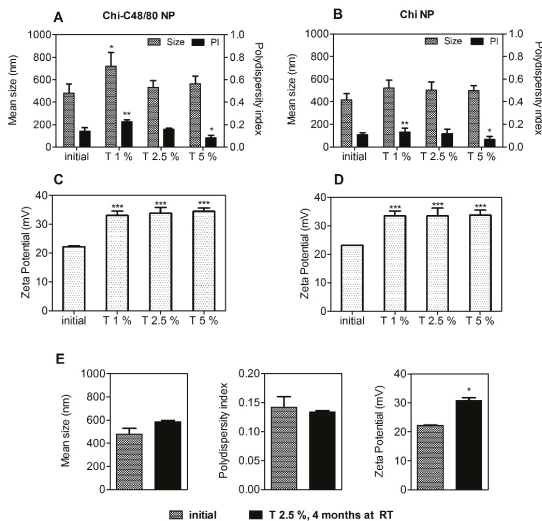 Chi-C48/80 NP
Chi NP
A
Size PI
Mean size (nm)
1000
800
600
400
200
0
Polydispersity index
1.0
0.8
0.6
0.4
0.2
0.0
*
**
*
initial T 1 % T 2.5 % T 5 %
B
Size PI
Mean size (nm)
1000
800
600
400
200
0
Polydispersity index
1.0
0.8
0.6
0.4
0.2
0.0
**
*
initial T 1 % T 2.5 % T 5 %
C
Zeta Potential (mV)
40
30
20
10
0
*** *** ***
initial T 1 % T 2.5 % T 5 %
D
Zeta Potential (mV)
40
30
20
10
0
*** *** ***
initial T 1 % T 2.5 % T 5 %
E
Mean size (nm)
1000
800
600
400
200
0
Polydispersity index
0.20
0.15
0.10
0.05
0.00
Zeta Potential (mV)
40
30
20
10
0
*
initial T 2.5 %, 4 months at RT